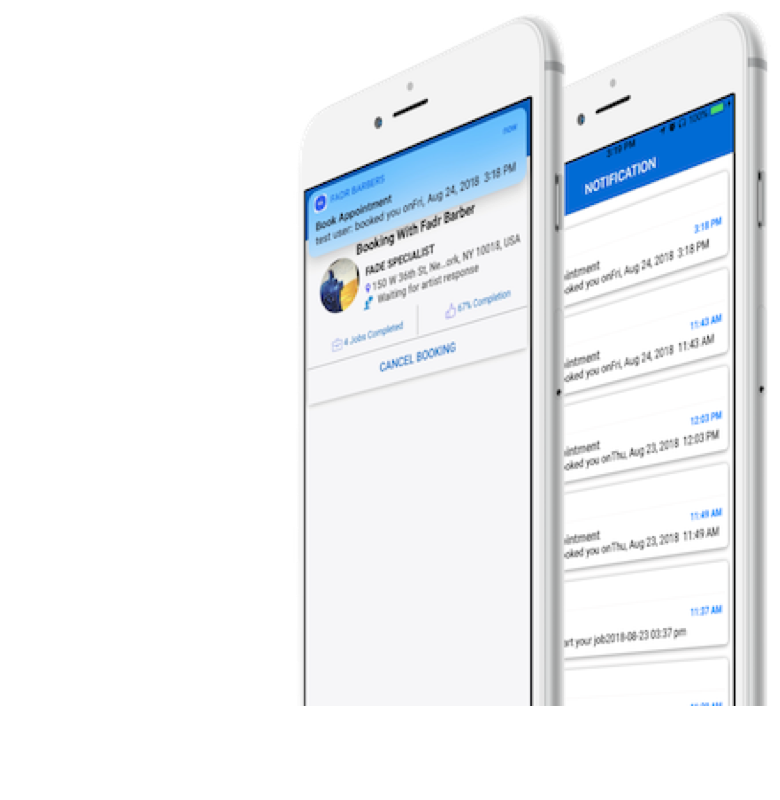 now
FADR BARBERS
Book Appointment
test user: booked you onFri, Aug 24, 2018 3:18 PM
Booking With Fadr Barber
FADE SPECIALIST
150 W 36th St, Ne...ork, NY 10018, USA
Waiting for artist response
4 Jobs Completed
67% Completion
CANCEL BOOKING
100%
3:19 PM
NOTIFICATION
3:18 PM
intment
oked you onFri, Aug 24, 2018 3:18 PM
11:43 AM
intment
oked you onFri, Aug 24, 2018 11:43 AM
12:03 PM
intment
oked you onThu, Aug 23, 2018 12:03 PM
11:49 AM
intment
oked you onThu, Aug 23, 2018 11:49 AM
11:37 AM
art your job2018-08-23 03:37 pm